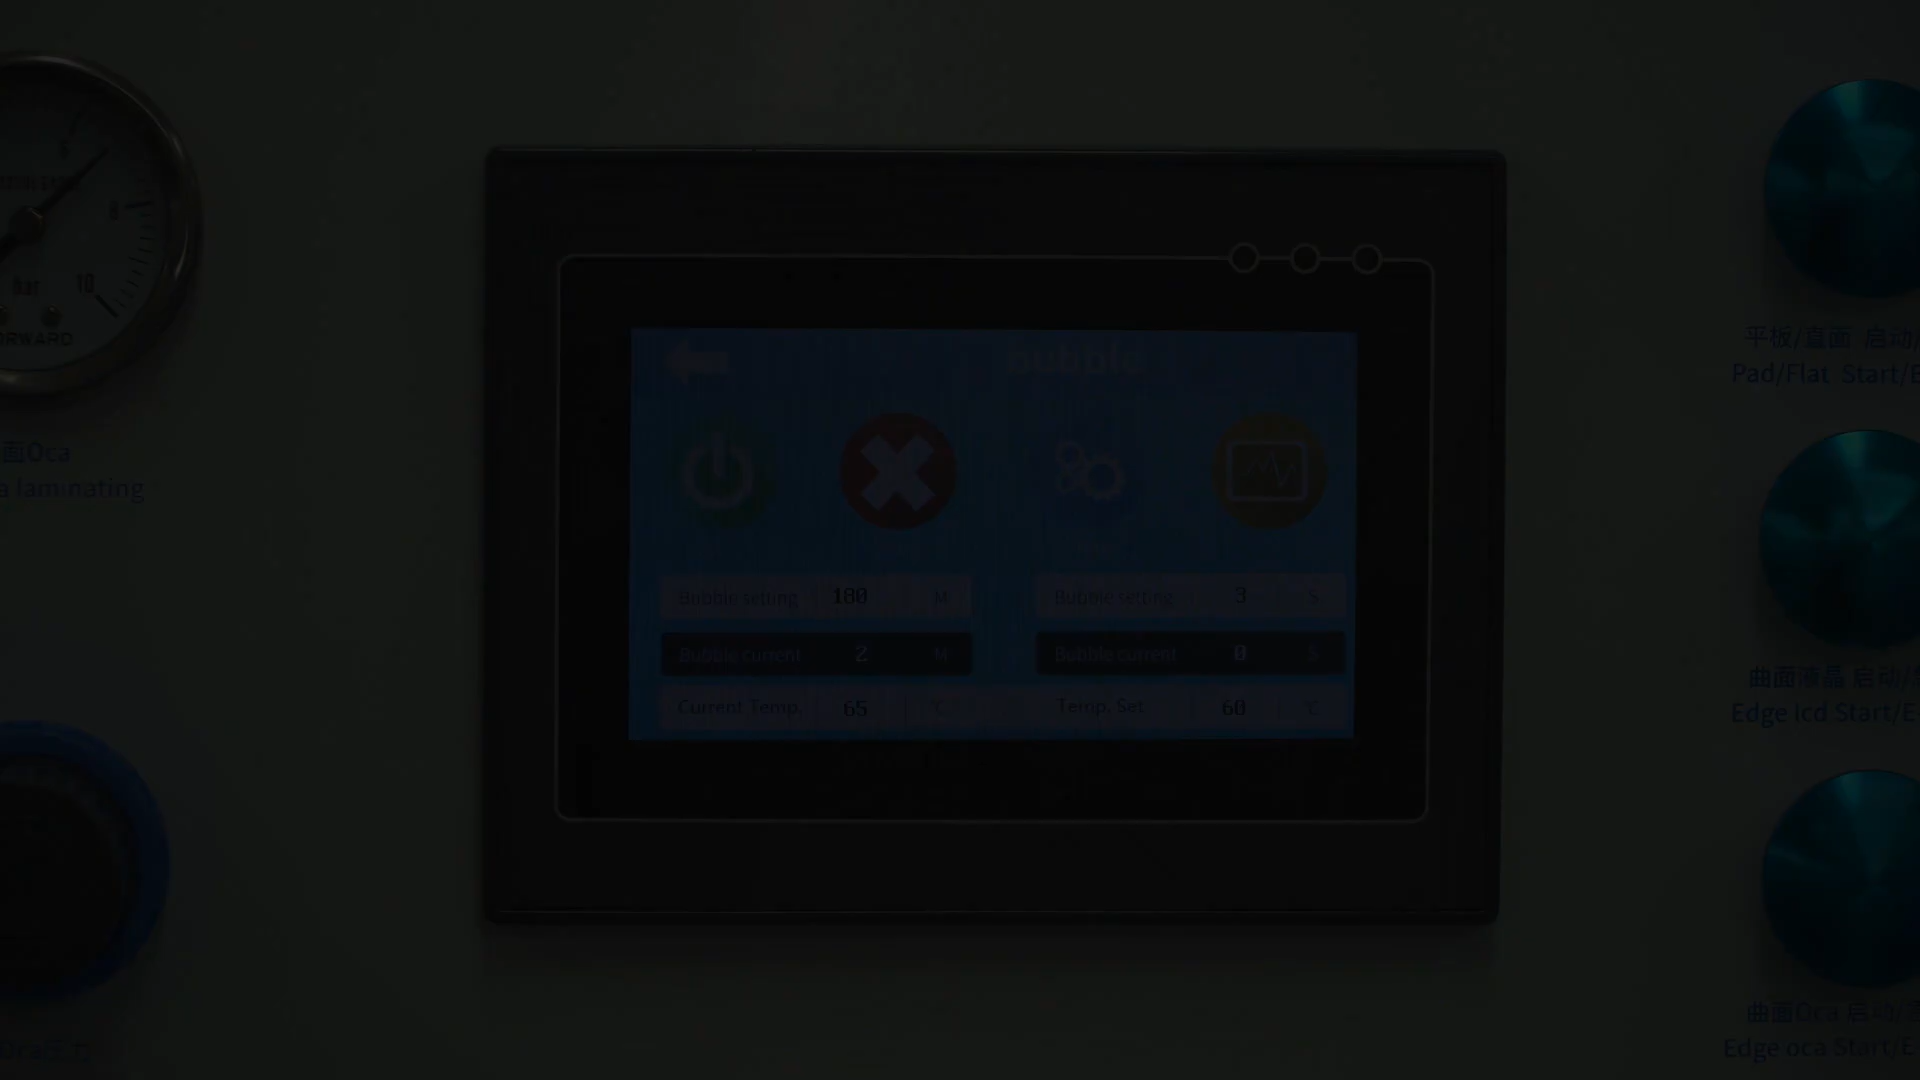 6
8
10
bar
面Oca
laminating
bubble
Bubble setting 180 M
Bubble setting 3 S
Bubble current 2 M
Bubble current 0 S
Current Temp. 65 ℃
Temp. Set 60 ℃
平板/直面 启动/
Pad/Flat Start/E
曲面液晶 启动/
Edge lcd Start/E
曲面Oca 启动/
Edge oca Start/E